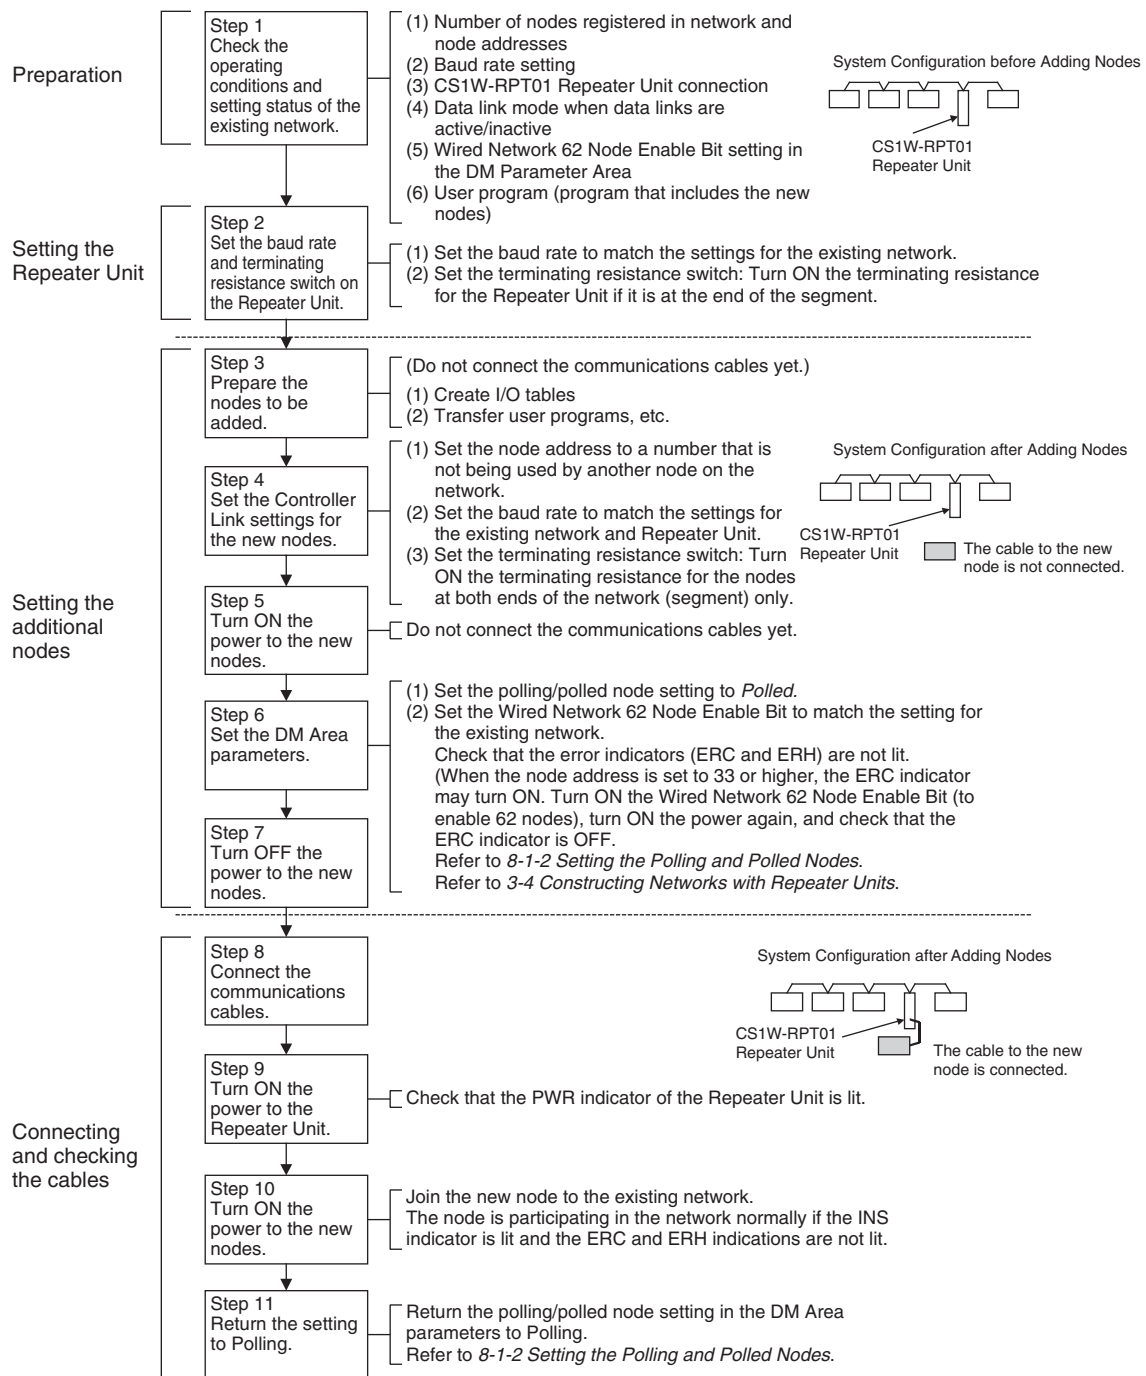 Preparation
Step 1
Check the
operating
conditions and
setting status of the
existing network.
(1) Number of nodes registered in network and
node addresses
(2) Baud rate setting
(3) CS1W-RPT01 Repeater Unit connection
(4) Data link mode when data links are
active/inactive
(5) Wired Network 62 Node Enable Bit setting in
the DM Parameter Area
(6) User program (program that includes the new
nodes)
System Configuration before Adding Nodes
CS1W-RPT01
Repeater Unit
Setting the
Repeater Unit
Step 2
Set the baud rate
and terminating
resistance switch on
the Repeater Unit.
(1) Set the baud rate to match the settings for the existing network.
(2) Set the terminating resistance switch: Turn ON the terminating resistance
for the Repeater Unit if it is at the end of the segment.
Setting the
additional
nodes
Step 3
Prepare the
nodes to be
added.
(Do not connect the communications cables yet.)
(1) Create I/O tables
(2) Transfer user programs, etc.
Step 4
Set the Controller
Link settings for
the new nodes.
(1) Set the node address to a number that is
not being used by another node on the
network.
(2) Set the baud rate to match the settings for
the existing network and Repeater Unit.
(3) Set the terminating resistance switch: Turn
ON the terminating resistance for the nodes
at both ends of the network (segment) only.
System Configuration after Adding Nodes
CS1W-RPT01
Repeater Unit
The cable to the new
node is not connected.
Step 5
Turn ON the
power to the new
nodes.
Do not connect the communications cables yet.
Step 6
Set the DM Area
parameters.
(1) Set the polling/polled node setting to Polled.
(2) Set the Wired Network 62 Node Enable Bit to match the setting for
the existing network.
Check that the error indicators (ERC and ERH) are not lit.
(When the node address is set to 33 or higher, the ERC indicator
may turn ON. Turn ON the Wired Network 62 Node Enable Bit (to
enable 62 nodes), turn ON the power again, and check that the
ERC indicator is OFF.
Refer to 8-1-2 Setting the Polling and Polled Nodes.
Refer to 3-4 Constructing Networks with Repeater Units.
Step 7
Turn OFF the
power to the new
nodes.
Connecting
and checking
the cables
Step 8
Connect the
communications
cables.
System Configuration after Adding Nodes
CS1W-RPT01
Repeater Unit
The cable to the new
node is connected.
Step 9
Turn ON the
power to the
Repeater Unit.
Check that the PWR indicator of the Repeater Unit is lit.
Step 10
Turn ON the
power to the new
nodes.
Join the new node to the existing network.
The node is participating in the network normally if the INS
indicator is lit and the ERC and ERH indications are not lit.
Step 11
Return the setting
to Polling.
Return the polling/polled node setting in the DM Area
parameters to Polling.
Refer to 8-1-2 Setting the Polling and Polled Nodes.